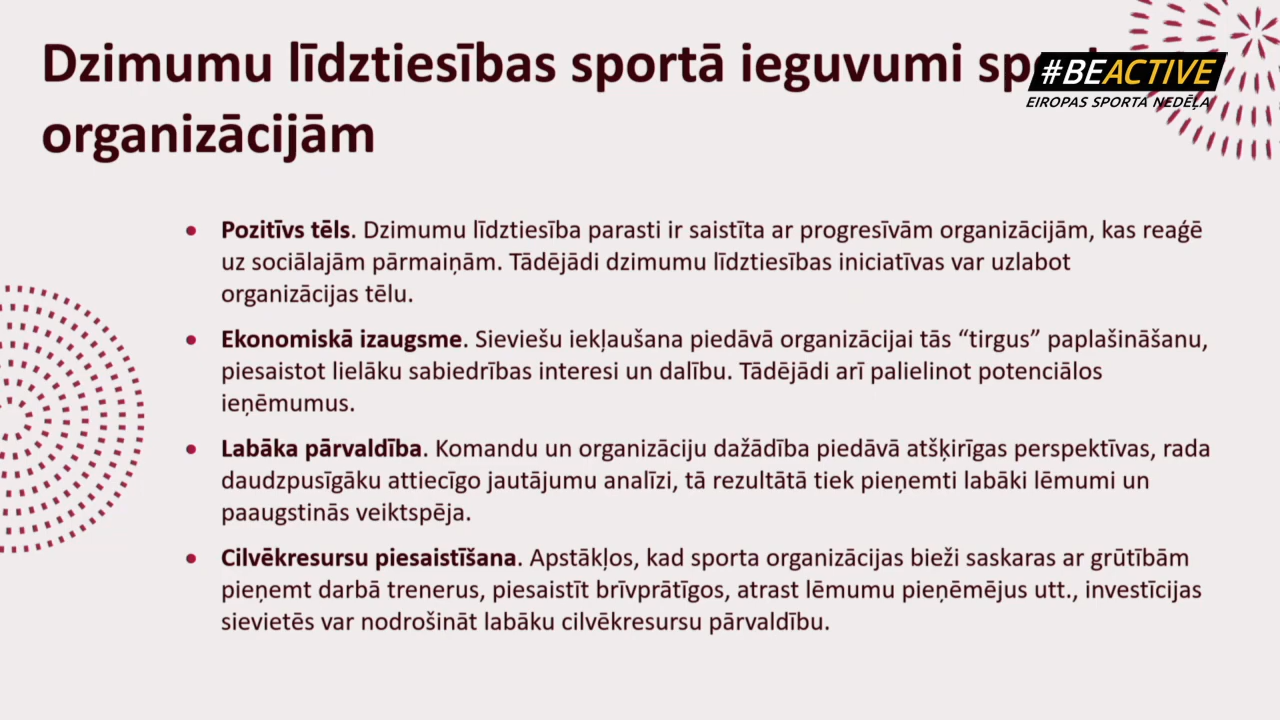 Dzimumu līdztiesības sportā ieguvumi
organizācijām
#BEACTIVE
EIROPAS SPORTA NEDĒĻA
• Pozitīvs tēls. Dzimumu līdztiesība parasti ir saistīta ar progresīvām organizācijām, kas reaģē
uz sociālajām pārmaiņām. Tādējādi dzimumu līdztiesības iniciatīvas var uzlabot
organizācijas tēlu.
• Ekonomiskā izaugsme. Sieviešu iekļaušana piedāvā organizācijai tās “tirgus” paplašināšanu,
piesaistot lielāku sabiedrības interesi un dalību. Tādējādi arī palielinot potenciālos
ieņēmumus.
• Labāka pārvaldība. Komandu un organizāciju dažādība piedāvā atšķirīgas perspektīvas, rada
daudzpusīgāku attiecīgo jautājumu analīzi, tā rezultātā tiek pieņemti labāki lēmumi un
paaugstinās veiktspēja.
• Cilvēkresursu piesaistīšana. Apstākļos, kad sporta organizācijas bieži saskaras ar grūtībām
pieņemt darbā trenerus, piesaistīt brīvprātīgos, atrast lēmumu pieņēmējus utt., investīcijas
sievietēs var nodrošināt labāku cilvēkresursu pārvaldību.